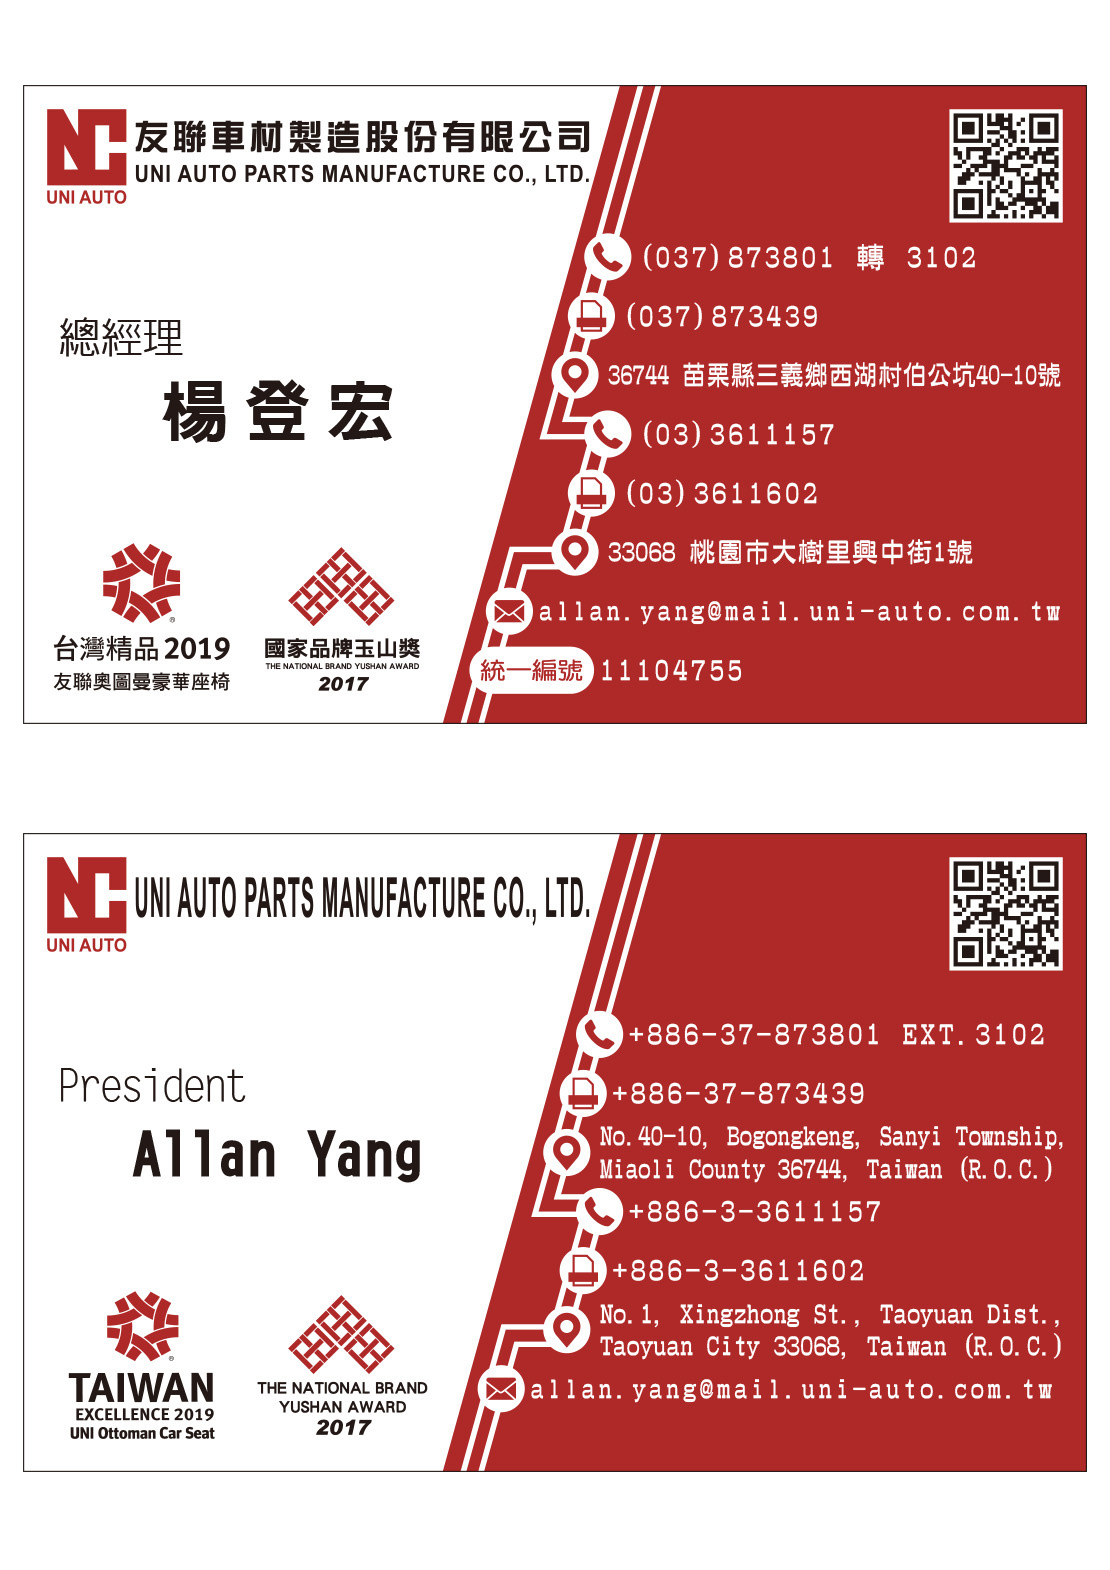 友聯車材製造股份有限公司
UNI AUTO PARTS MANUFACTURE CO., LTD.
UNI AUTO
總經理
楊登宏
台灣精品 2019
友聯奧圖曼豪華座椅
國家品牌玉山獎
THE NATIONAL BRAND YUSHAN AWARD
2017
(037)873801 轉 3102
(037)873439
36744 苗栗縣三義鄉西湖村伯公坑40-10號
(03)3611157
(03)3611602
33068 桃園市大樹里興中街1號
allan.yang@mail.uni-auto.com.tw
統一編號 11104755
UNI AUTO PARTS MANUFACTURE CO., LTD.
UNI AUTO
President
Allan Yang
TAIWAN
EXCELLENCE 2019
UNI Ottoman Car Seat
THE NATIONAL BRAND
YUSHAN AWARD
2017
+886-37-873801 EXT.3102
+886-37-873439
No.40-10, Bogongkeng, Sanyi Township,
Miaoli County 36744, Taiwan (R.O.C.)
+886-3-3611157
+886-3-3611602
No.1, Xingzhong St., Taoyuan Dist.,
Taoyuan City 33068, Taiwan (R.O.C.)
allan.yang@mail.uni-auto.com.tw